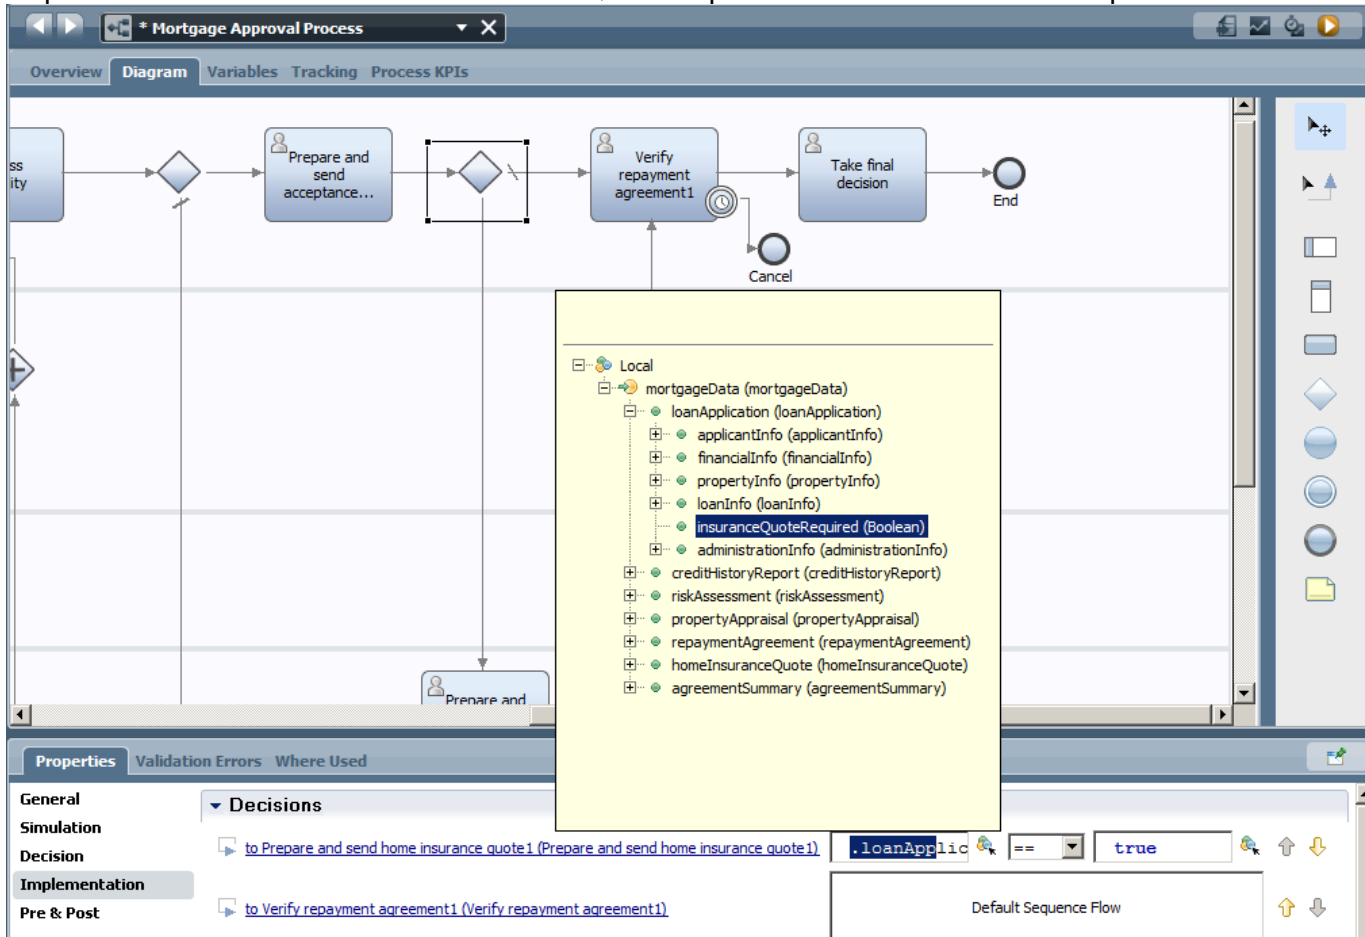 * Mortgage Approval Process
Overview Diagram Variables Tracking Process KPIs
ss
ity
Prepare and
send
acceptance...
Verify
repayment
agreement1
Take final
decision
End
Cancel
Local
mortgageData (mortgageData)
loanApplication (loanApplication)
applicantInfo (applicantInfo)
financialInfo (financialInfo)
propertyInfo (propertyInfo)
loanInfo (loanInfo)
insuranceQuoteRequired (Boolean)
administrationInfo (administrationInfo)
creditHistoryReport (creditHistoryReport)
riskAssessment (riskAssessment)
propertyAppraisal (propertyAppraisal)
repaymentAgreement (repaymentAgreement)
homeInsuranceQuote (homeInsuranceQuote)
agreementSummary (agreementSummary)
Prepare and
Properties Validation Errors Where Used
General
Simulation
Decision
Implementation
Pre & Post
Decisions
to Prepare and send home insurance quote1 (Prepare and send home insurance quote1) .loanApplic == true
to Verify repayment agreement1 (Verify repayment agreement1) Default Sequence Flow